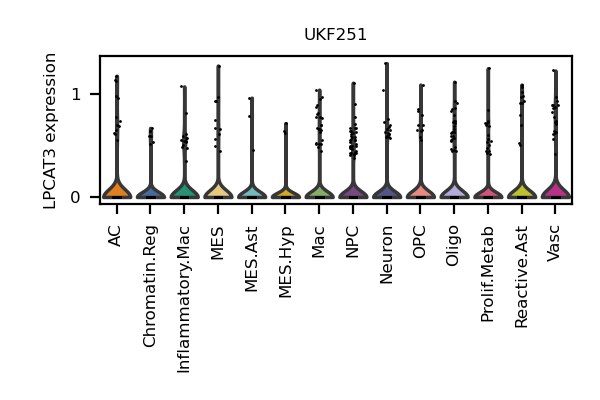 UKF251
LPCAT3 expression
1
0
AC
Chromatin.Reg
Inflammatory.Mac
MES
MES.Ast
MES.Hyp
Mac
NPC
Neuron
OPC
Oligo
Prolif.Metab
Reactive.Ast
Vasc